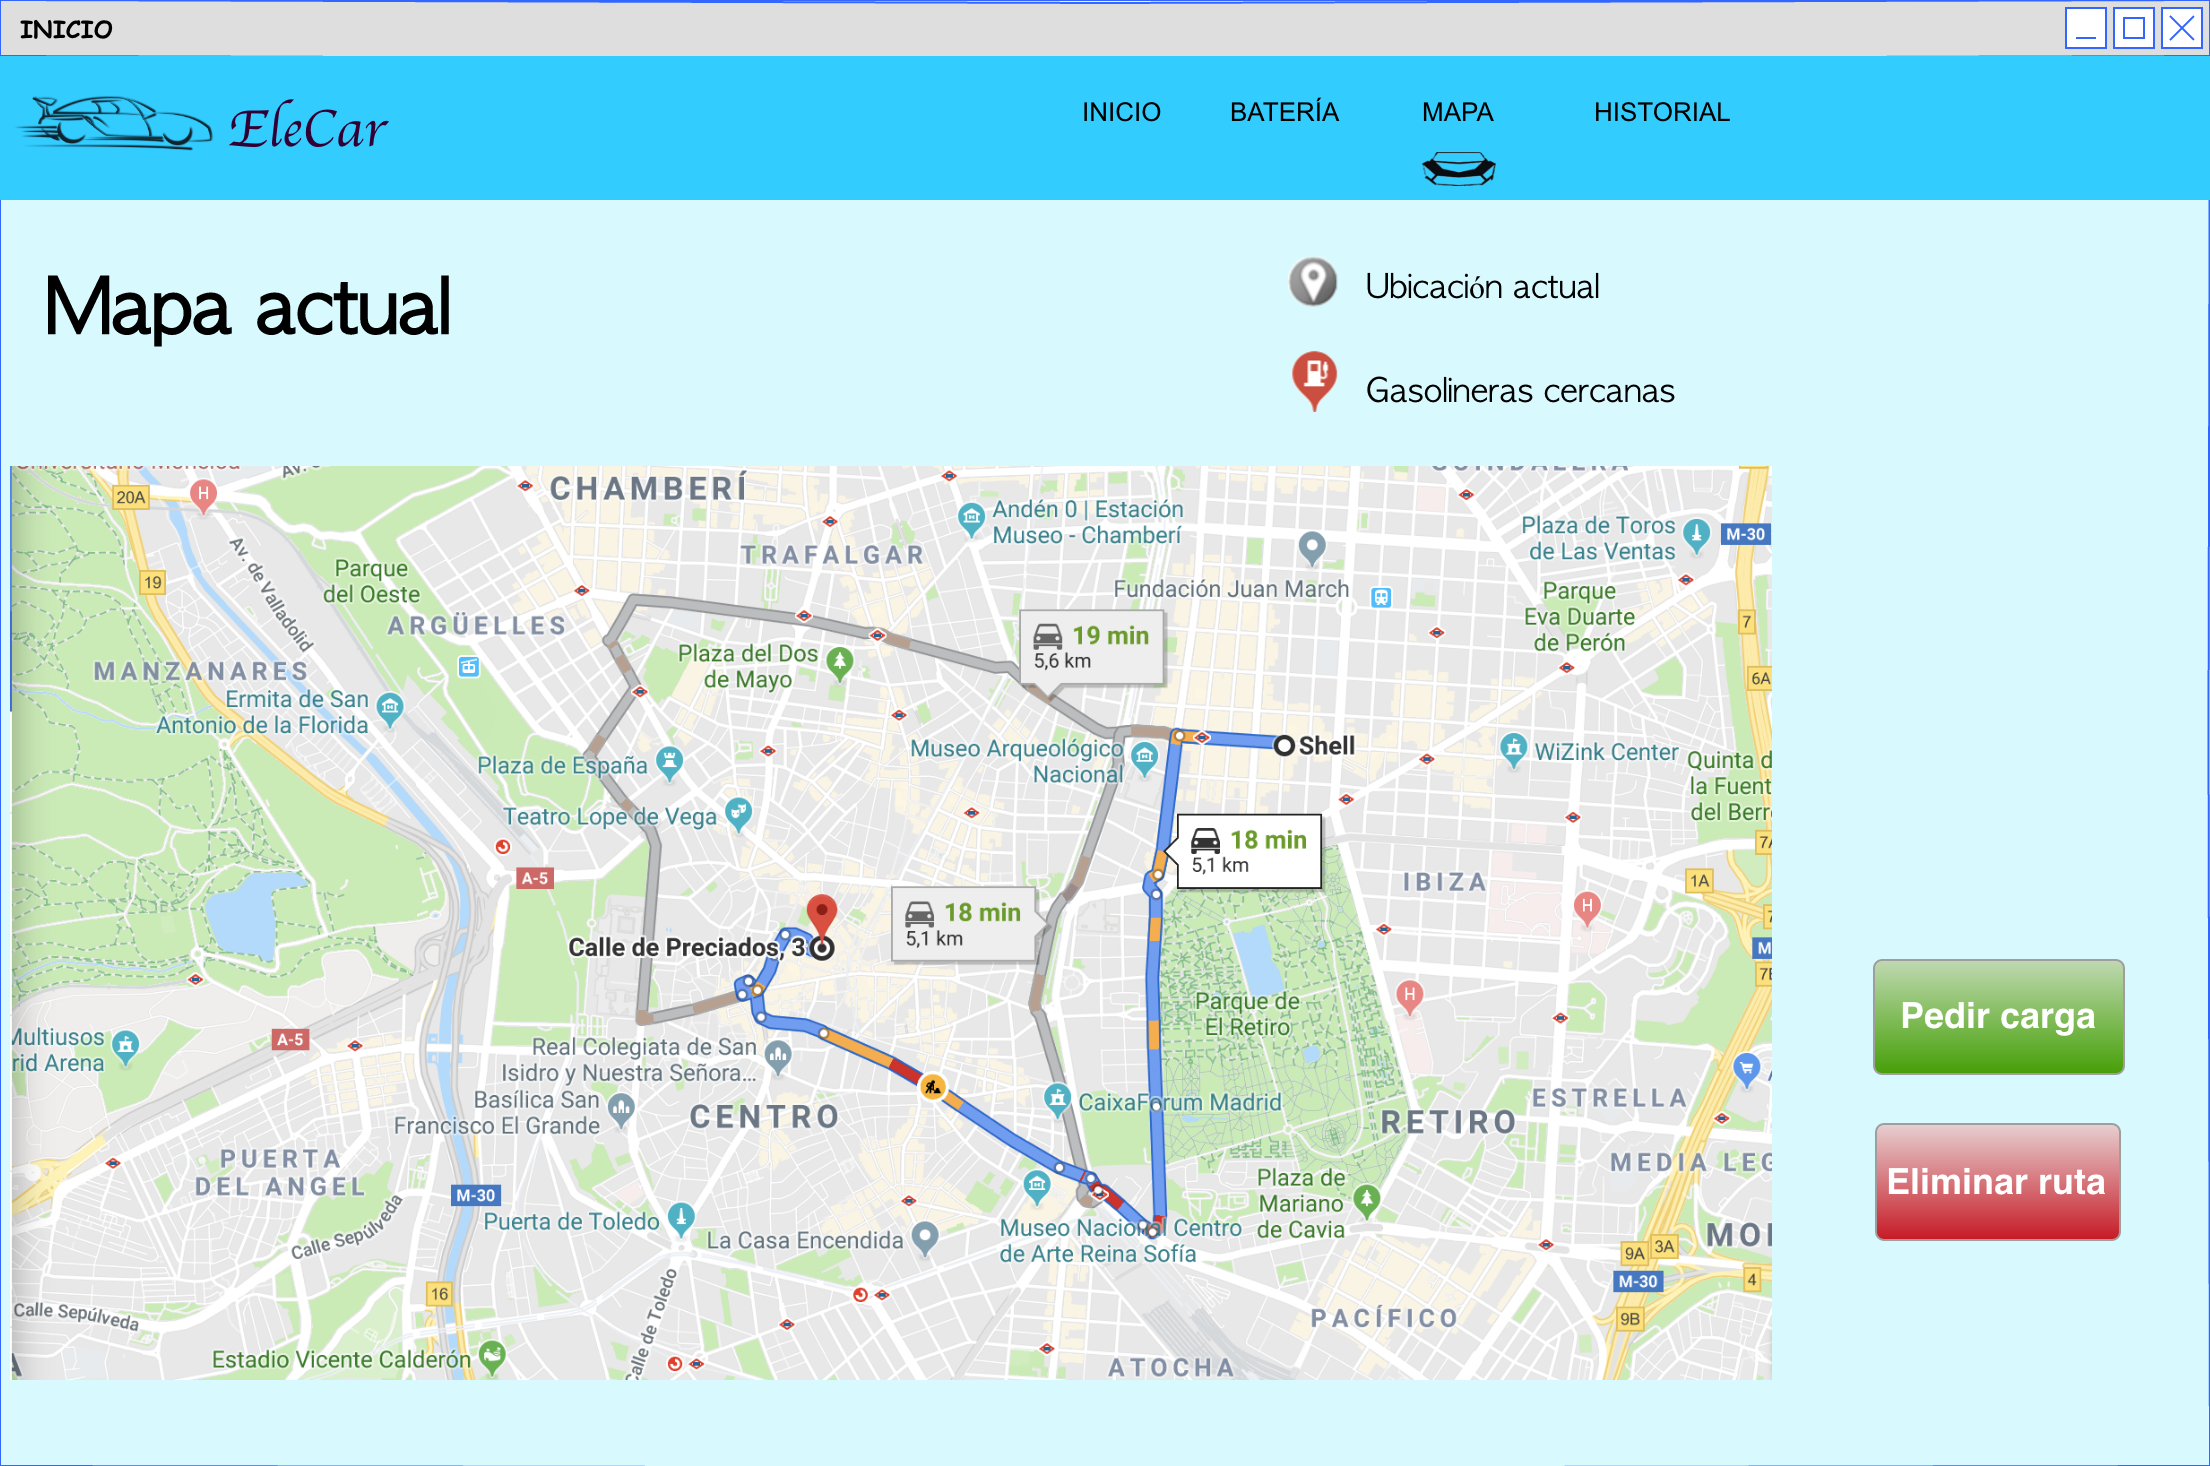 INICIO
EleCar
INICIO
BATERÍA
MAPA
HISTORIAL
Mapa actual
Ubicación actual
Gasolineras cercanas
20A
H
CHAMBERÍ
Andén 0 | Estación
Museo - Chamberí
Plaza de Toros
de Las Ventas
M-30
TRAFALGAR
Av. de Valladolid
Parque
del Oeste
19
Fundación Juan March
Parque
Eva Duarte
de Perón
7
ARGÜELLES
19 min
5,6 km
Plaza del Dos
de Mayo
MANZANARES
6A
Ermita de San
Antonio de la Florida
Museo Arqueológico
Nacional
Shell
WiZink Center
Quinta d
la Fuent
del Berr
Plaza de España
Teatro Lope de Vega
18 min
5,1 km
7A
A-5
IBIZA
1A
H
18 min
5,1 km
Calle de Preciados, 3
M
7E
H
Parque de
El Retiro
Multiusos
rid Arena
A-5
Real Colegiata de San
Isidro y Nuestra Señora...
Basílica San
Francisco El Grande
CENTRO
CaixaForum Madrid
RETIRO
ESTRELLA
PUERTA
DEL ANGEL
MEDIA LEG
M-30
Plaza de
Mariano
de Cavia
Puerta de Toledo
La Casa Encendida
Museo Nacional Centro
de Arte Reina Sofía
MOI
Calle Sepúlveda
9A
3A
M-30
4
16
Calle Sepúlveda
Calle de Toledo
PACÍFICO
9B
Estadio Vicente Calderón
ATOCHA
Pedir carga
Eliminar ruta